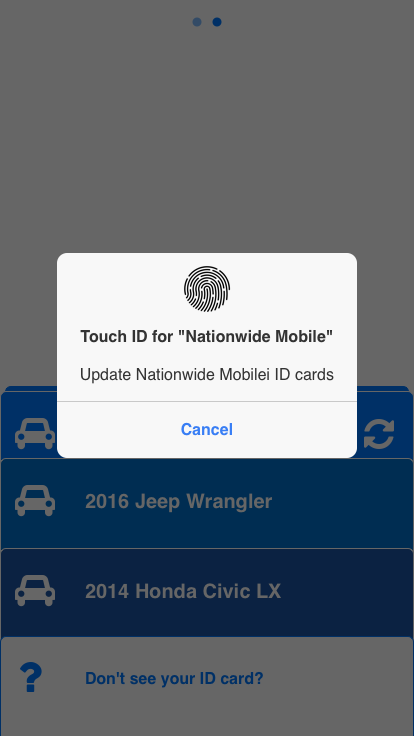 Touch ID for "Nationwide Mobile"
Update Nationwide Mobilei ID cards
Cancel
2016 Jeep Wrangler
2014 Honda Civic LX
? Don't see your ID card?